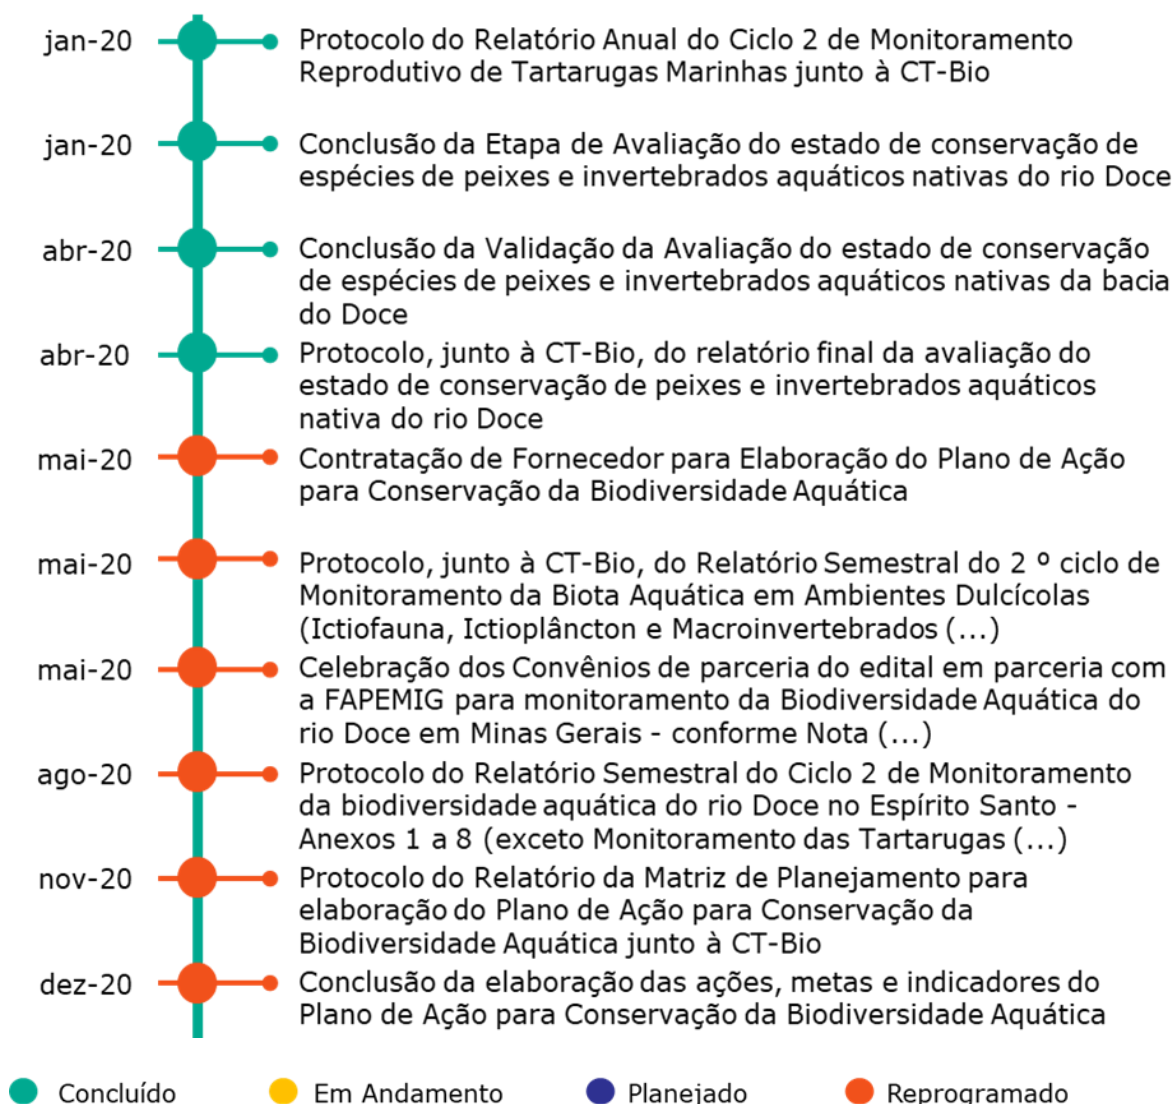 jan-20
Protocolo do Relatório Anual do Ciclo 2 de Monitoramento
Reprodutivo de Tartarugas Marinhas junto à CT-Bio
jan-20
Conclusão da Etapa de Avaliação do estado de conservação de
espécies de peixes e invertebrados aquáticos nativas do rio Doce
abr-20
Conclusão da Validação da Avaliação do estado de conservação
de espécies de peixes e invertebrados aquáticos nativas da bacia
do Doce
abr-20
Protocolo, junto à CT-Bio, do relatório final da avaliação do
estado de conservação de peixes e invertebrados aquáticos
nativa do rio Doce
mai-20
Contratação de Fornecedor para Elaboração do Plano de Ação
para Conservação da Biodiversidade Aquática
mai-20
Protocolo, junto à CT-Bio, do Relatório Semestral do 2 º ciclo de
Monitoramento da Biota Aquática em Ambientes Dulcícolas
(Ictiofauna, Ictioplâncton e Macroinvertebrados (...)
mai-20
Celebração dos Convênios de parceria do edital em parceria com
a FAPEMIG para monitoramento da Biodiversidade Aquática do
rio Doce em Minas Gerais - conforme Nota (...)
ago-20
Protocolo do Relatório Semestral do Ciclo 2 de Monitoramento
da biodiversidade aquática do rio Doce no Espírito Santo -
Anexos 1 a 8 (exceto Monitoramento das Tartarugas (...)
nov-20
Protocolo do Relatório da Matriz de Planejamento para
elaboração do Plano de Ação para Conservação da
Biodiversidade Aquática junto à CT-Bio
dez-20
Conclusão da elaboração das ações, metas e indicadores do
Plano de Ação para Conservação da Biodiversidade Aquática
Concluído Em Andamento Planejado Reprogramado